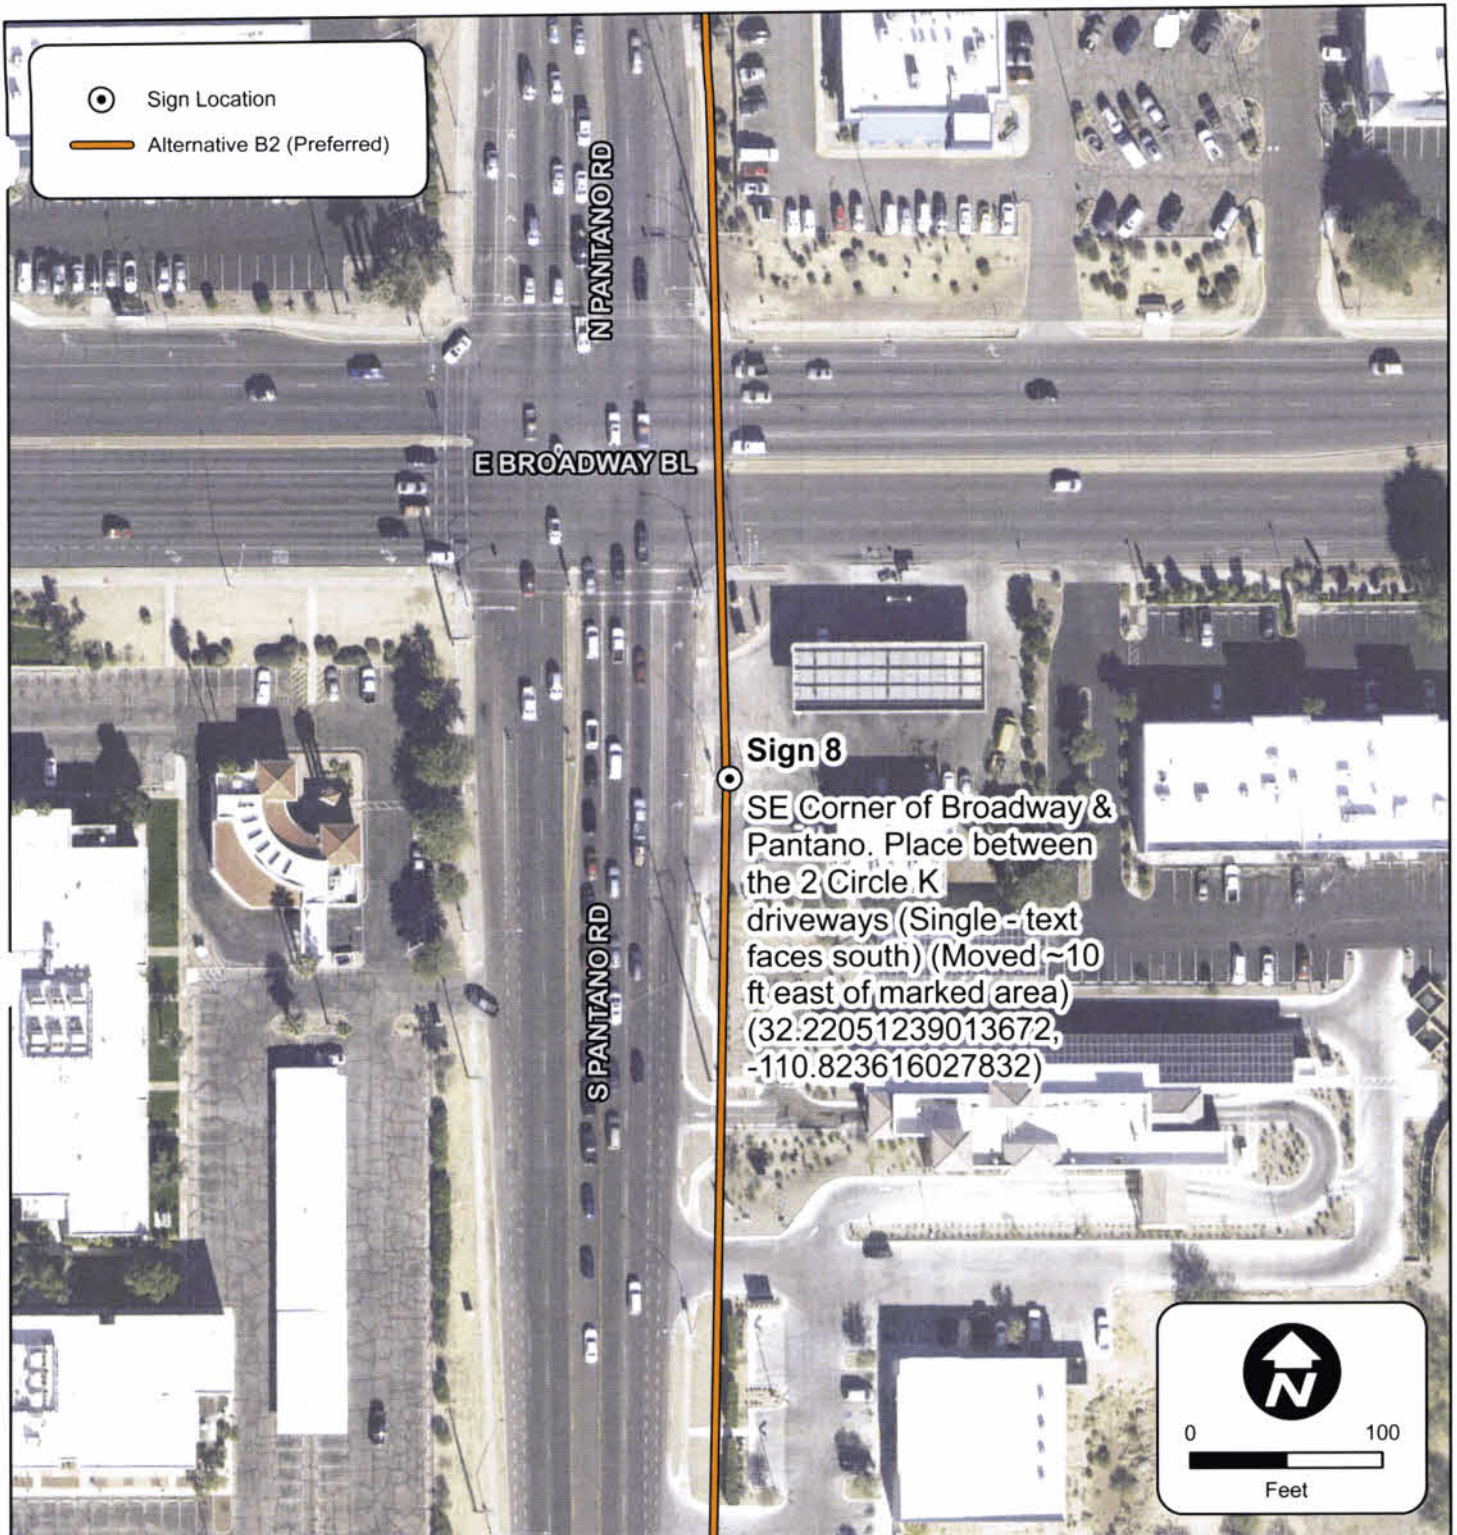 Sign Location
Alternative B2 (Preferred)
N PANTANO RD
E BROADWAY BL
Sign 8
SE Corner of Broadway &
Pantano. Place between
the 2 Circle K
driveways (Single - text
faces south) (Moved ~10
ft east of marked area)
(32.22051239013672,
-110.823616027832)
S PANTANO RD
N
0 100
Feet